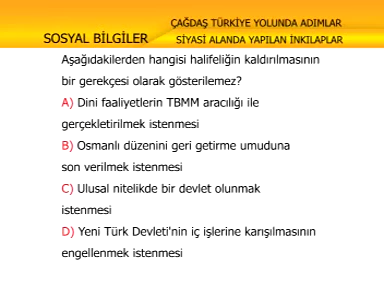 ÇAĞDAŞ TÜRKİYE YOLUNDA ADIMLAR
SOSYAL BİLGİLER
SİYASİ ALANDA YAPILAN İNKILAPLAR
Aşağıdakilerden hangisi halifeliğin kaldırılmasının
bir gerekçesi olarak gösterilemez?
A) Dini faaliyetlerin TBMM aracılığı ile
gerçekletirilmek istenmesi
B) Osmanlı düzenini geri getirme umuduna
son verilmek istenmesi
C) Ulusal nitelikde bir devlet olunmak
istenmesi
D) Yeni Türk Devleti'nin iç işlerine karışılmasının
engellenmek istenmesi